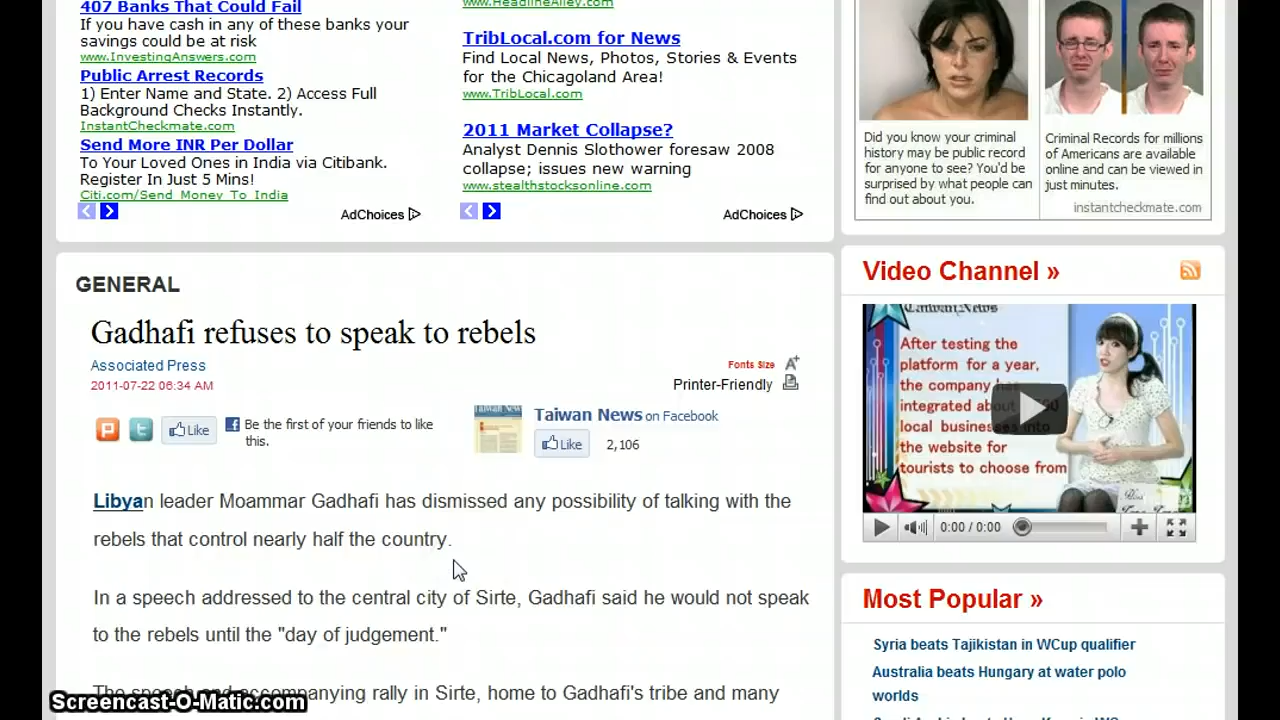 407 Banks That Could Fail
If you have cash in any of these banks your
savings could be at risk
www.InvestingAnswers.com
Public Arrest Records
1) Enter Name and State. 2) Access Full
Background Checks Instantly.
InstantCheckmate.com
Send More INR Per Dollar
To Your Loved Ones in India via Citibank.
Register In Just 5 Mins!
Citi.com/Send_Money_To_India
AdChoices
www.HeadlineAlley.com
TribLocal.com for News
Find Local News, Photos, Stories & Events
for the Chicagoland Area!
www.TribLocal.com
2011 Market Collapse?
Analyst Dennis Slothower foresaw 2008
collapse; issues new warning
www.stealthstocksonline.com
AdChoices
Did you know your criminal
history may be public record
for anyone to see? You'd be
surprised by what people can
find out about you.
Criminal Records for millions
of Americans are available
online and can be viewed in
just minutes.
instantcheckmate.com
GENERAL
Gadhafi refuses to speak to rebels
Associated Press
2011-07-22 06:34 AM
Fonts Size A+
Printer-Friendly
Like
Be the first of your friends to like
this.
Taiwan News on Facebook
Like 2,106
Libyan leader Moammar Gadhafi has dismissed any possibility of talking with the
rebels that control nearly half the country.
In a speech addressed to the central city of Sirte, Gadhafi said he would not speak
to the rebels until the "day of judgement."
The speech and accompanying rally in Sirte, home to Gadhafi's tribe and many
Screencast-O-Matic.com
Video Channel »
Taiwan News
After testing the
platform for a year,
the company has
integrated about
local businesses into
the website for
tourists to choose from
0:00 / 0:00
Most Popular »
Syria beats Tajikistan in WCup qualifier
Australia beats Hungary at water polo
worlds